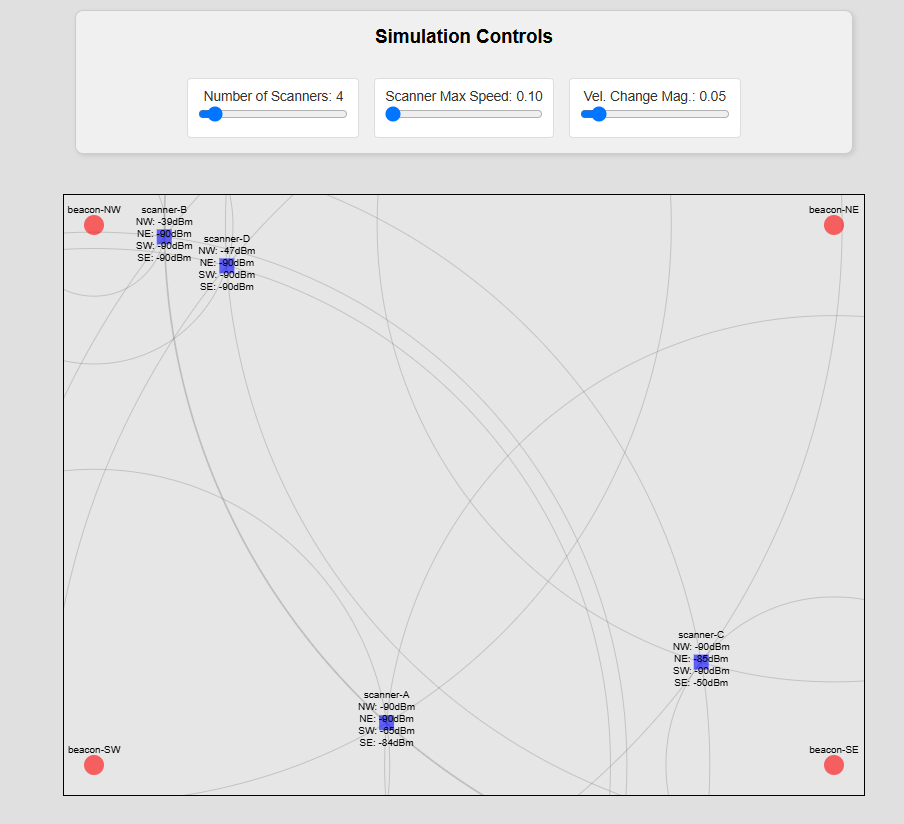 Simulation Controls
Number of Scanners: 4
Scanner Max Speed: 0.10
Vel. Change Mag.: 0.05
beacon-NW
scanner-B
NW: -39dBm
NE: -90dBm
SW: -90dBm
SE: -90dBm
scanner-D
NW: -47dBm
NE: -90dBm
SW: -90dBm
SE: -90dBm
beacon-NE
scanner-C
NW: -90dBm
NE: -85dBm
SW: -90dBm
SE: -50dBm
scanner-A
NW: -90dBm
NE: -90dBm
SW: -65dBm
SE: -84dBm
beacon-SW
beacon-SE